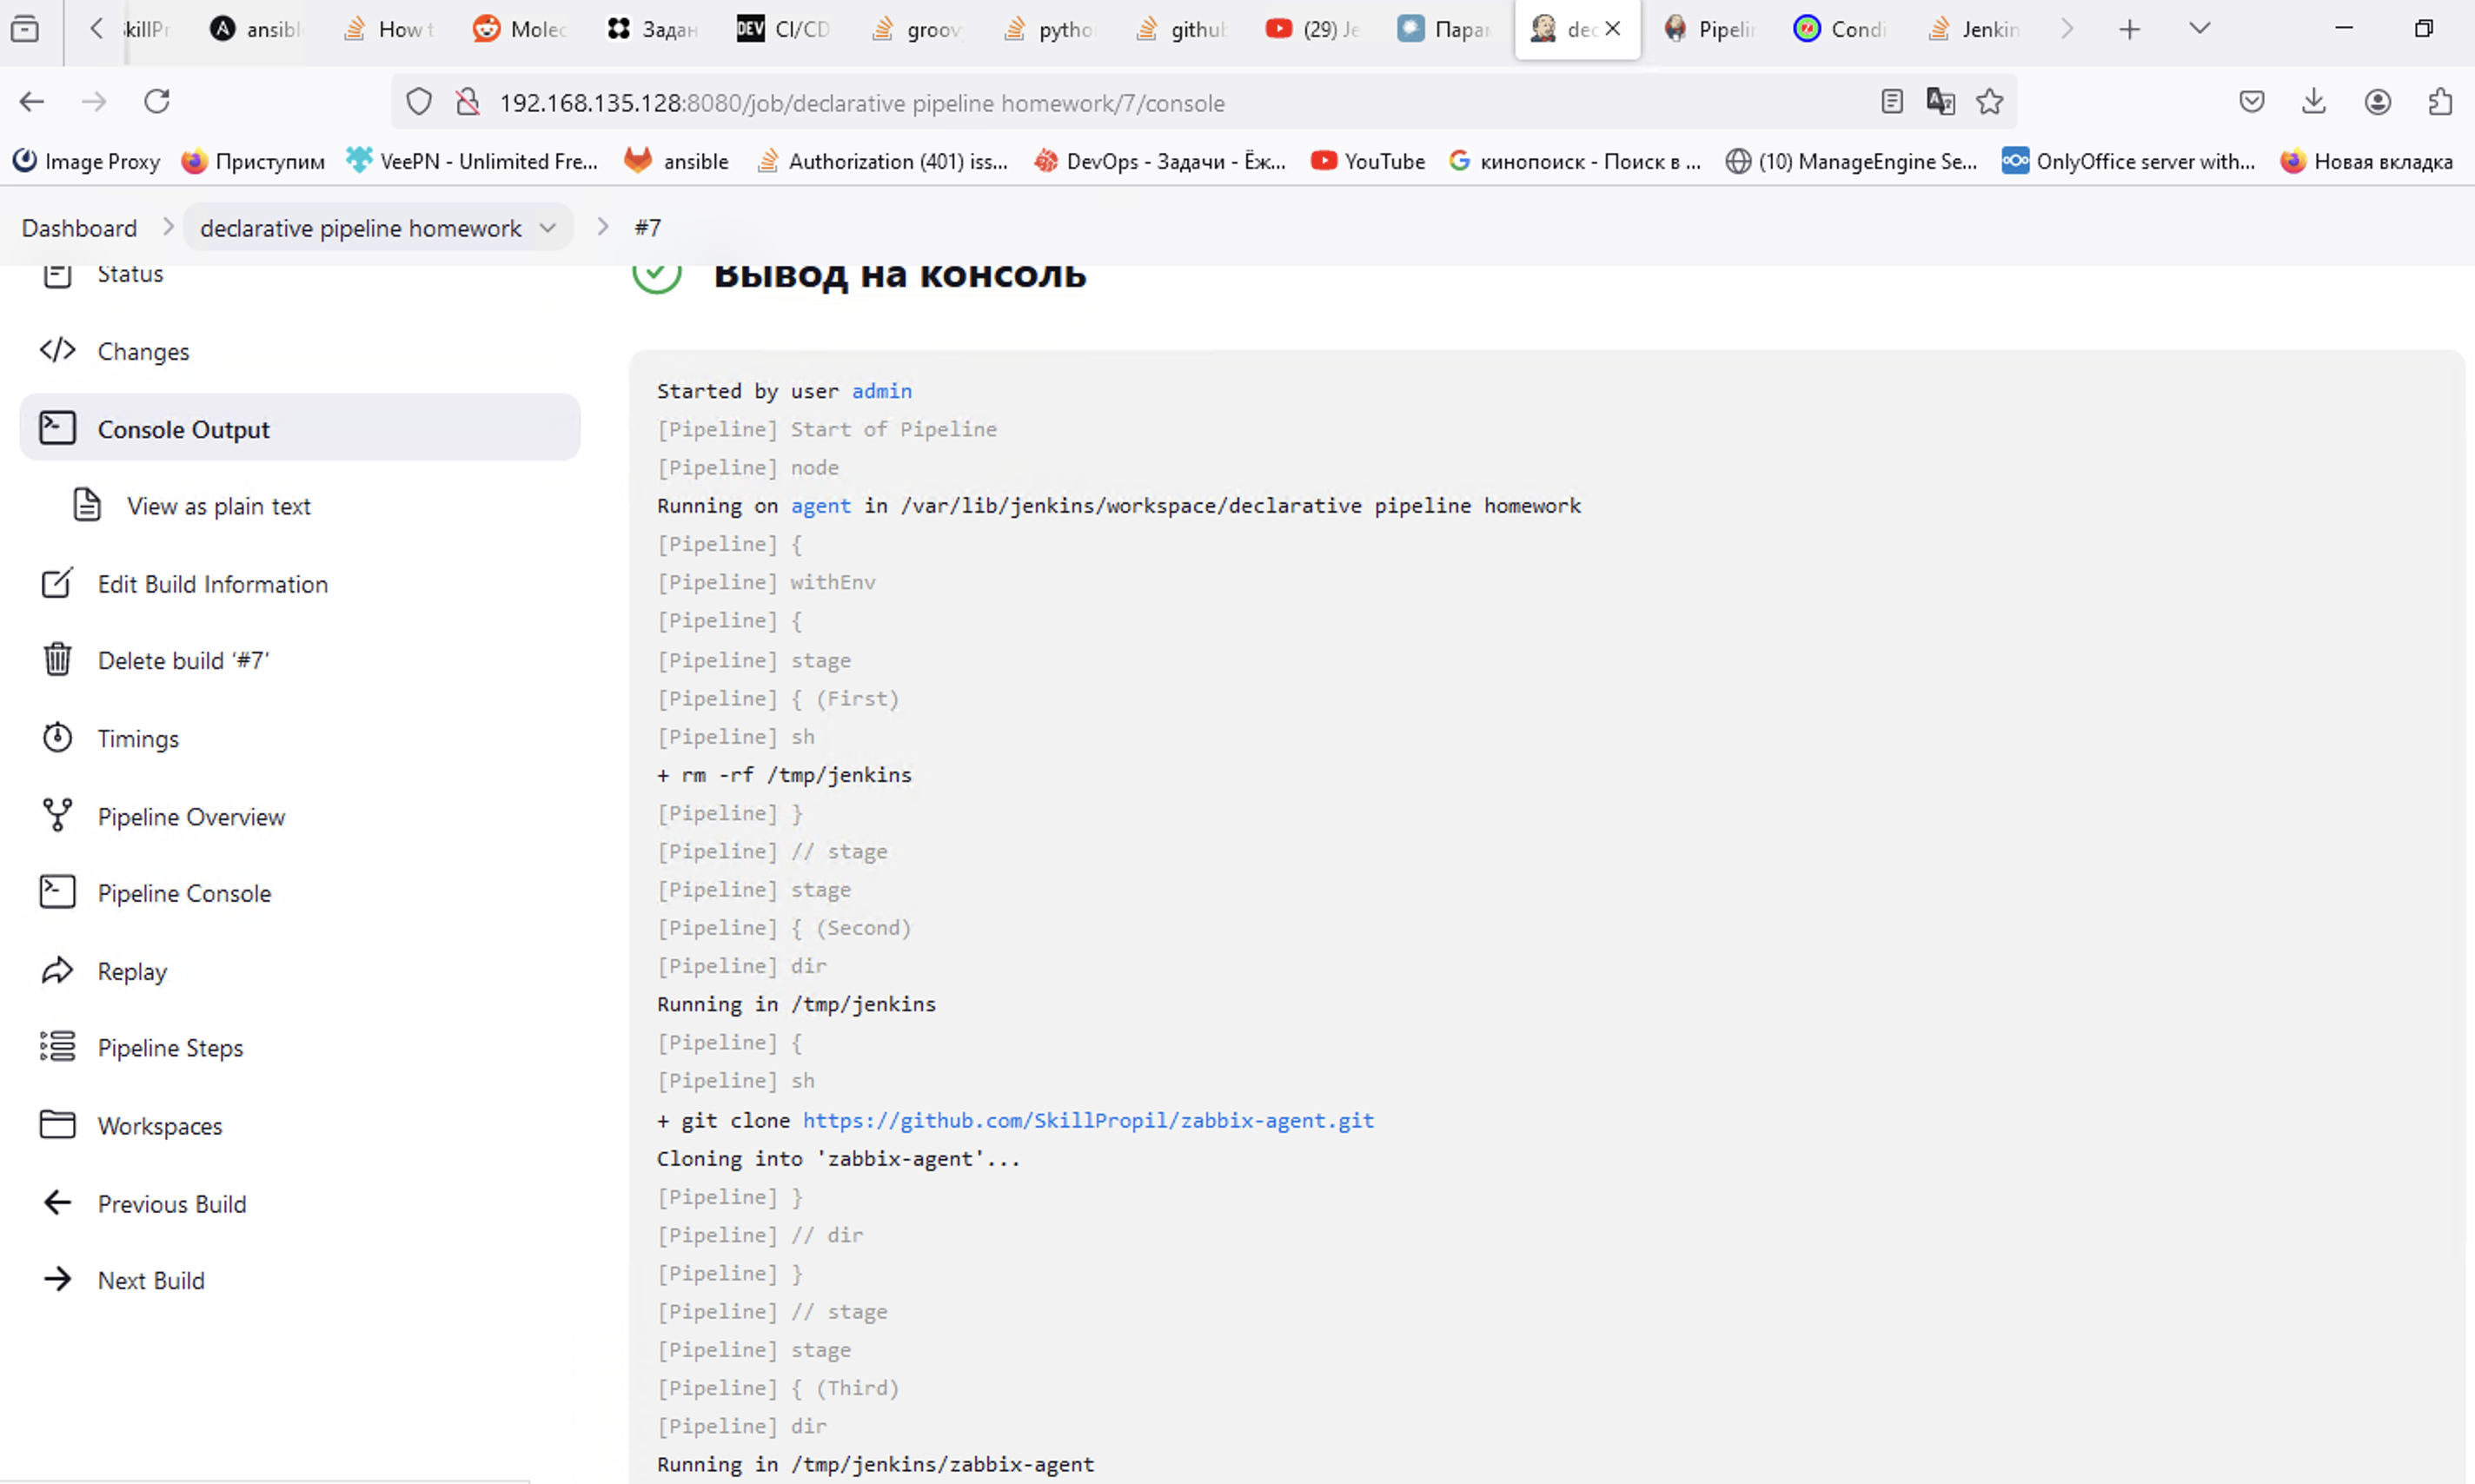 killPr ansibl How t Molec Задан DEV CI/CD groov pytho github (29) Je Пара dec Pipelin Condi Jenkin
192.168.135.128:8080/job/declarative pipeline homework/7/console
Image Proxy Приступим VeePN - Unlimited Fre... ansible Authorization (401) iss... DevOps - Задачи - Ёж... YouTube кинопоиск - Поиск в ... (10) ManageEngine Se... OnlyOffice server with... Новая вкладка
Dashboard declarative pipeline homework #7
Status
Changes
Console Output
View as plain text
Edit Build Information
Delete build ‘#7’
Timings
Pipeline Overview
Pipeline Console
Replay
Pipeline Steps
Workspaces
Previous Build
Next Build
Вывод на консоль
Started by user admin
[Pipeline] Start of Pipeline
[Pipeline] node
Running on agent in /var/lib/jenkins/workspace/declarative pipeline homework
[Pipeline] {
[Pipeline] withEnv
[Pipeline] {
[Pipeline] stage
[Pipeline] { (First)
[Pipeline] sh
+ rm -rf /tmp/jenkins
[Pipeline] }
[Pipeline] // stage
[Pipeline] stage
[Pipeline] { (Second)
[Pipeline] dir
Running in /tmp/jenkins
[Pipeline] {
[Pipeline] sh
+ git clone https://github.com/SkillPropil/zabbix-agent.git
Cloning into 'zabbix-agent'...
[Pipeline] }
[Pipeline] // dir
[Pipeline] }
[Pipeline] // stage
[Pipeline] stage
[Pipeline] { (Third)
[Pipeline] dir
Running in /tmp/jenkins/zabbix-agent